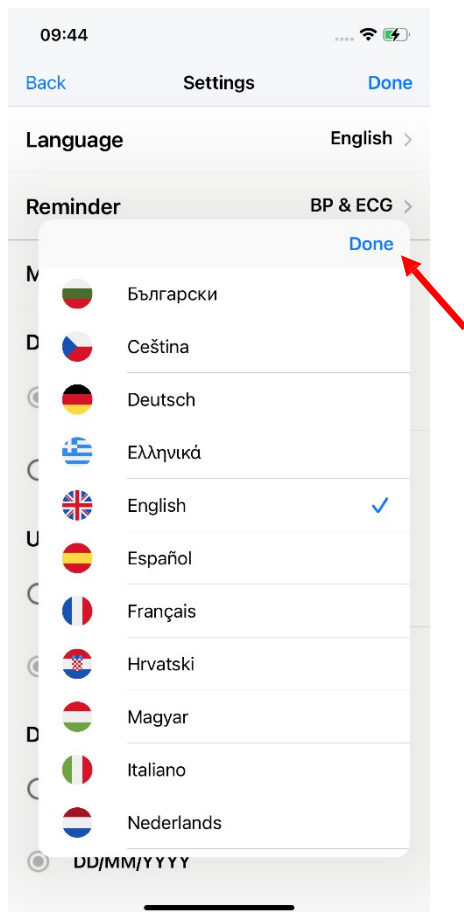 09:44
Back Settings Done
Language English
Reminder BP & ECG
Done
M
Български
D
Ceština
Deutsch
Ελληνικά
English
U
Español
Français
Hrvatski
D
Magyar
Italiano
Nederlands
DD/MM/YYYY